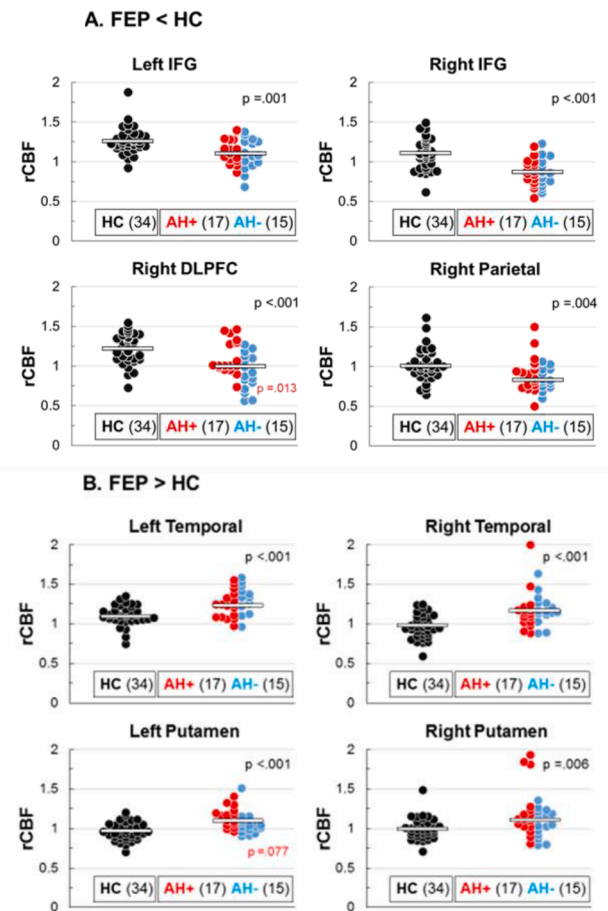 A. FEP < HC
Left IFG
2
1.5
1
0.5
0
rCBF
p =.001
HC (34) AH+ (17) AH- (15)
Right IFG
2
1.5
1
0.5
0
rCBF
p <.001
HC (34) AH+ (17) AH- (15)
Right DLPFC
2
1.5
1
0.5
0
rCBF
p <.001
p =.013
HC (34) AH+ (17) AH- (15)
Right Parietal
2
1.5
1
0.5
0
rCBF
p =.004
HC (34) AH+ (17) AH- (15)
B. FEP > HC
Left Temporal
2
1.5
1
0.5
0
rCBF
p <.001
HC (34) AH+ (17) AH- (15)
Right Temporal
2
1.5
1
0.5
0
rCBF
p <.001
HC (34) AH+ (17) AH- (15)
Left Putamen
2
1.5
1
0.5
0
rCBF
p <.001
p =.077
HC (34) AH+ (17) AH- (15)
Right Putamen
2
1.5
1
0.5
0
rCBF
p =.006
HC (34) AH+ (17) AH- (15)